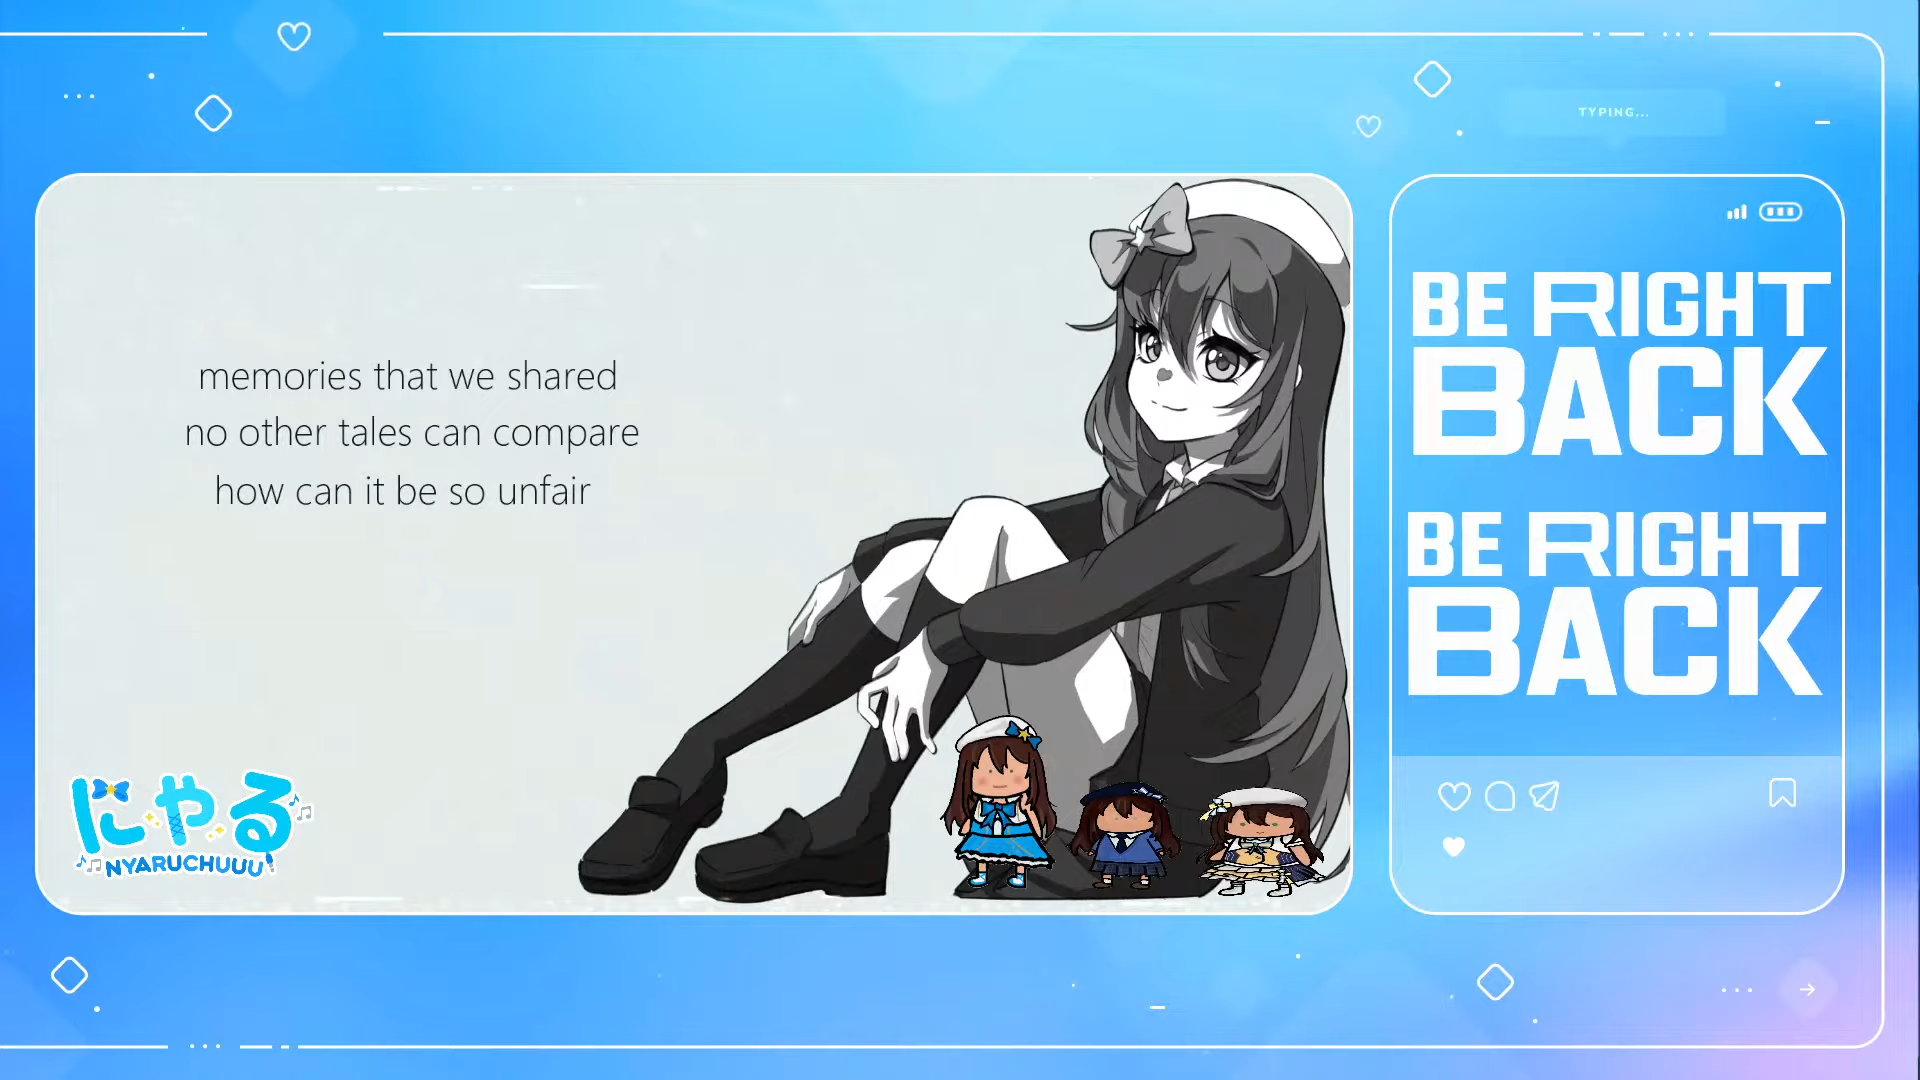 TYPING...
memories that we shared
no other tales can compare
how can it be so unfair
BE RIGHT
BACK
BE RIGHT
BACK
にゃる
NYARUCHUUU